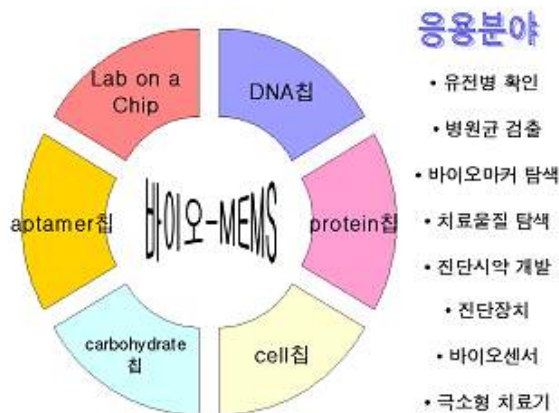 Lab on a
Chip
DNA칩
aptamer칩
바이오-MEMS
protein칩
carbohydrate
칩
cell칩
응용분야
• 유전병 확인
• 병원균 검출
• 바이오마커 탐색
• 치료물질 탐색
• 진단시약 개발
• 진단장치
• 바이오센서
• 극소형 치료기